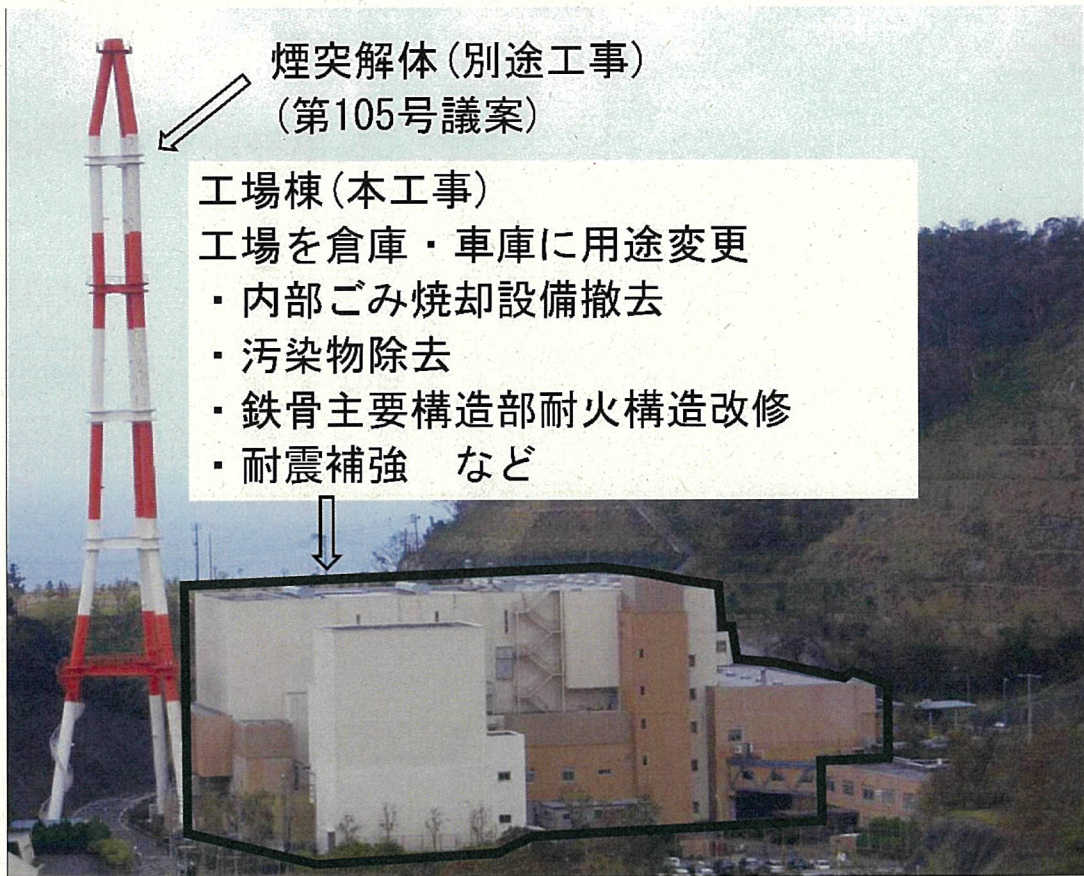 煙突解体(別途工事)
(第105号議案)
工場棟(本工事)
工場を倉庫・車庫に用途変更
・内部ごみ焼却設備撤去
・汚染物除去
・鉄骨主要構造部耐火構造改修
・耐震補強　など